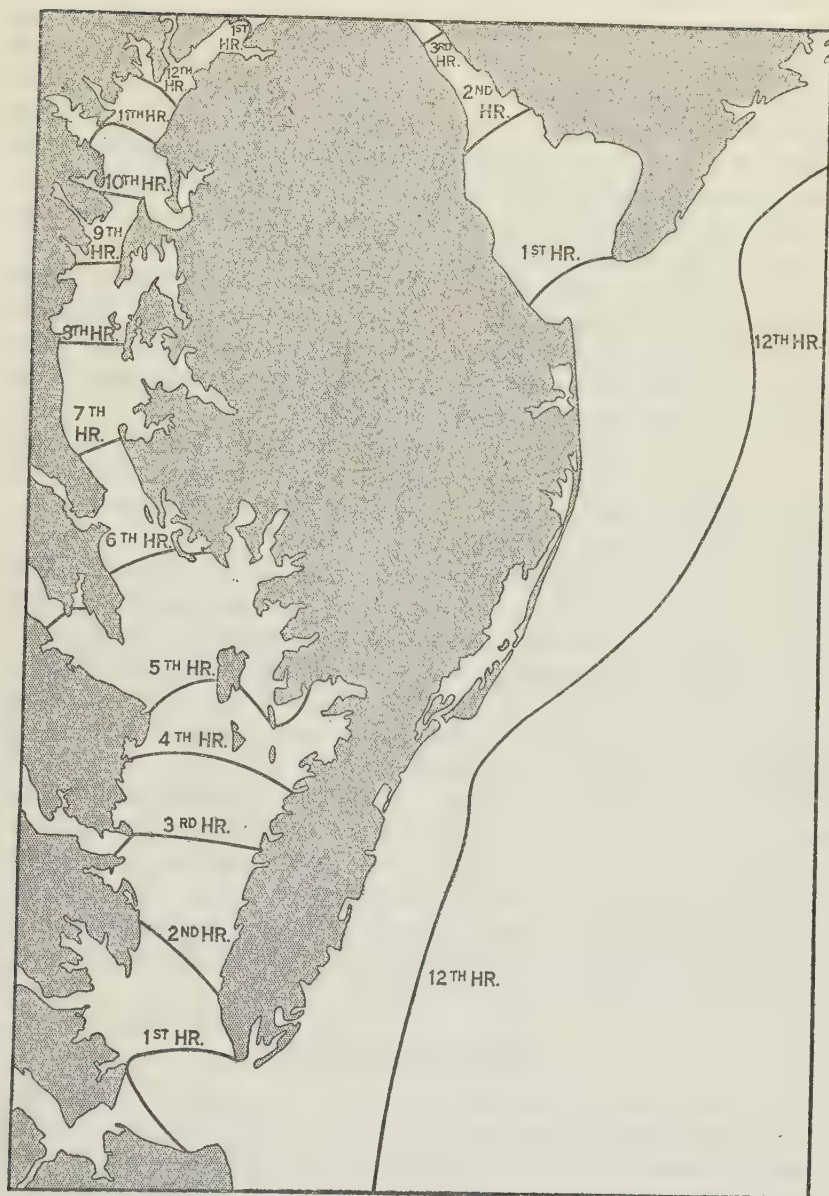 1ST
HR.
12TH
HR.
11TH HR.
10TH HR.
9TH
HR.
8TH HR.
7TH
HR.
6TH HR.
5TH HR.
4TH HR.
3RD HR.
2ND HR.
1ST HR.
3RD
HR.
2ND
HR.
1ST HR.
12TH HR.
12TH HR.